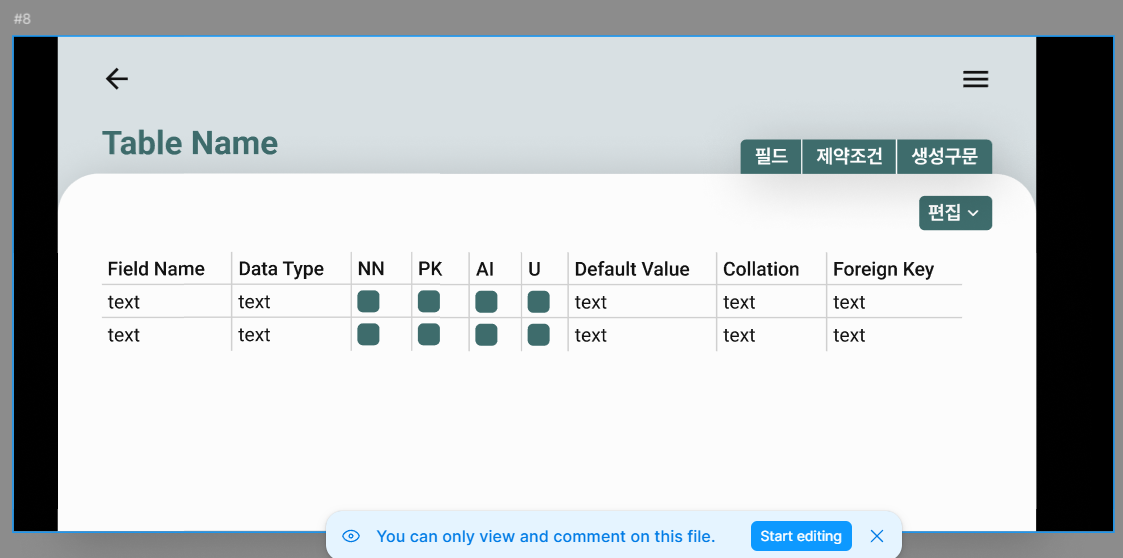 #8
Table Name
필드 제약조건 생성구문
편집
Field Name Data Type NN PK AI U Default Value Collation Foreign Key
text text text text text
text text text text text
You can only view and comment on this file. Start editing